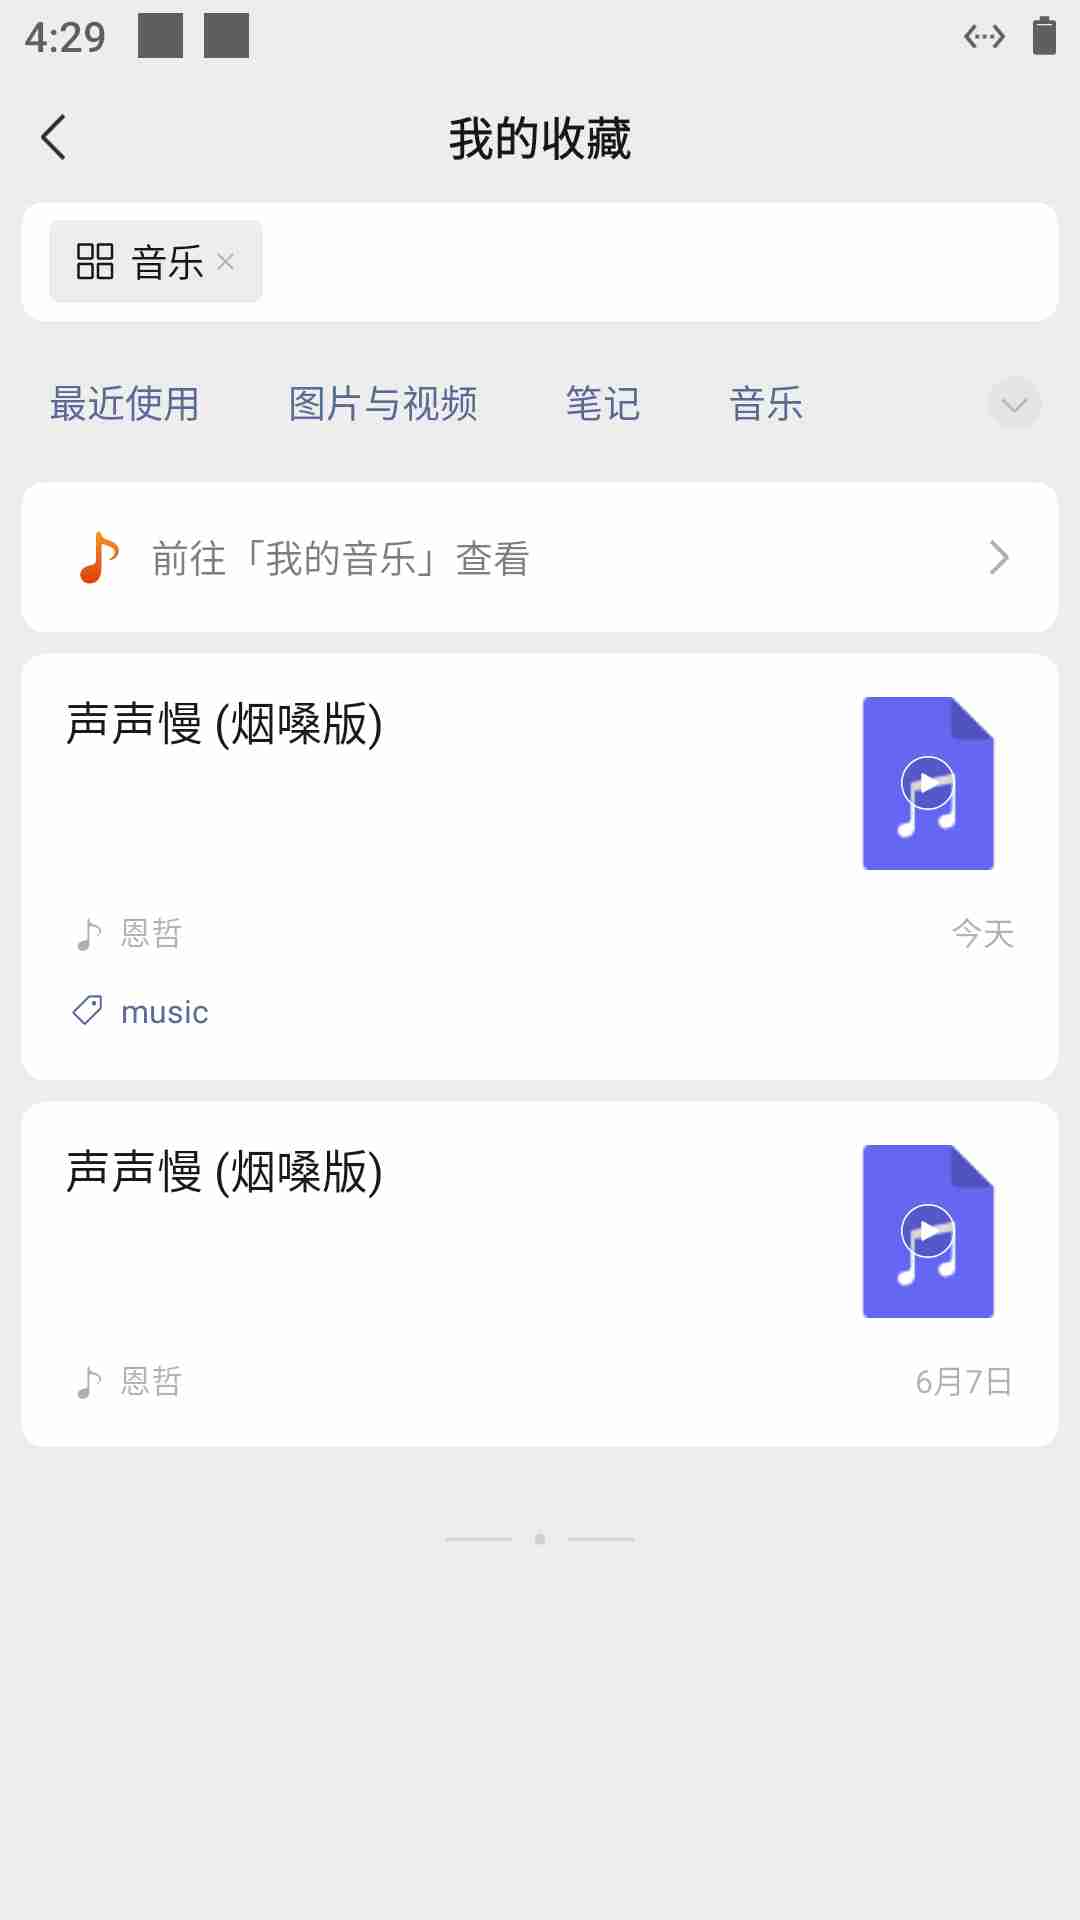 4:29
我的收藏
音乐
最近使用 图片与视频 笔记 音乐
前往「我的音乐」查看
声声慢 (烟嗓版)
恩哲 今天
music
声声慢 (烟嗓版)
恩哲 6月7日